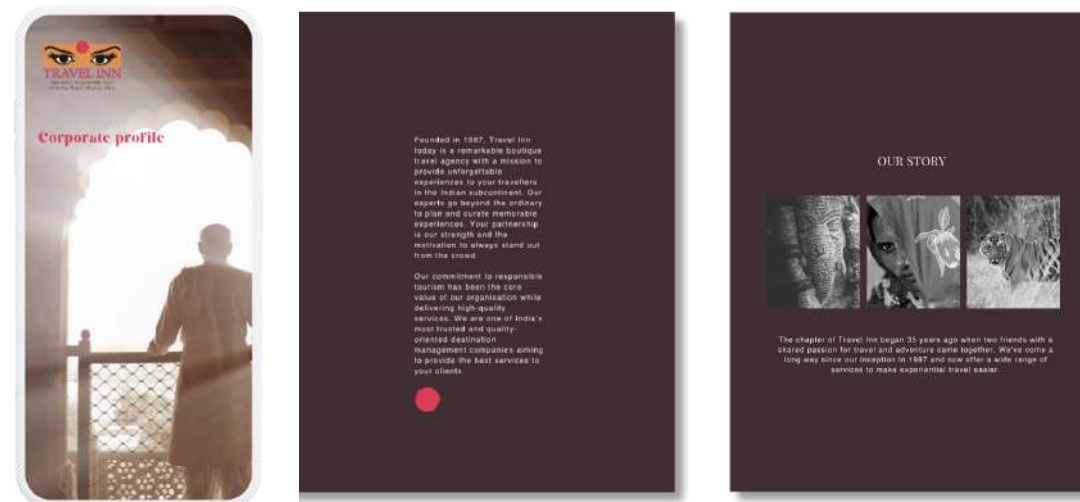 TRAVEL INN
Corporate profile
Founded in 1987, Travel Inn
today is a remarkable boutique
travel agency with a mission to
provide unforgettable
experiences to your travellers
in the Indian subcontinent. Our
experts go beyond the ordinary
to plan and curate memorable
experiences. Your partnership
is our strength and the
motivation to always stand out
from the crowd.
Our commitment to responsible
tourism has been the core
value of our organisation while
delivering high-quality
services. We are one of India's
most trusted and quality-
oriented destination
management companies aiming
to provide the best services to
your clients
OUR STORY
The chapter of Travel Inn began 35 years ago when two friends with a
shared passion for travel and adventure came together. We've come a
long way since our inception in 1987 and now offer a wide range of
services to make experiential travel easier.